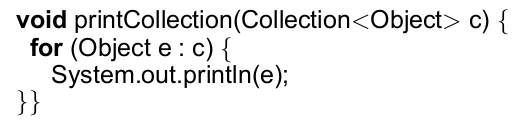 void printCollection(Collection<Object> c) {
for (Object e : c) {
System.out.println(e);
}}